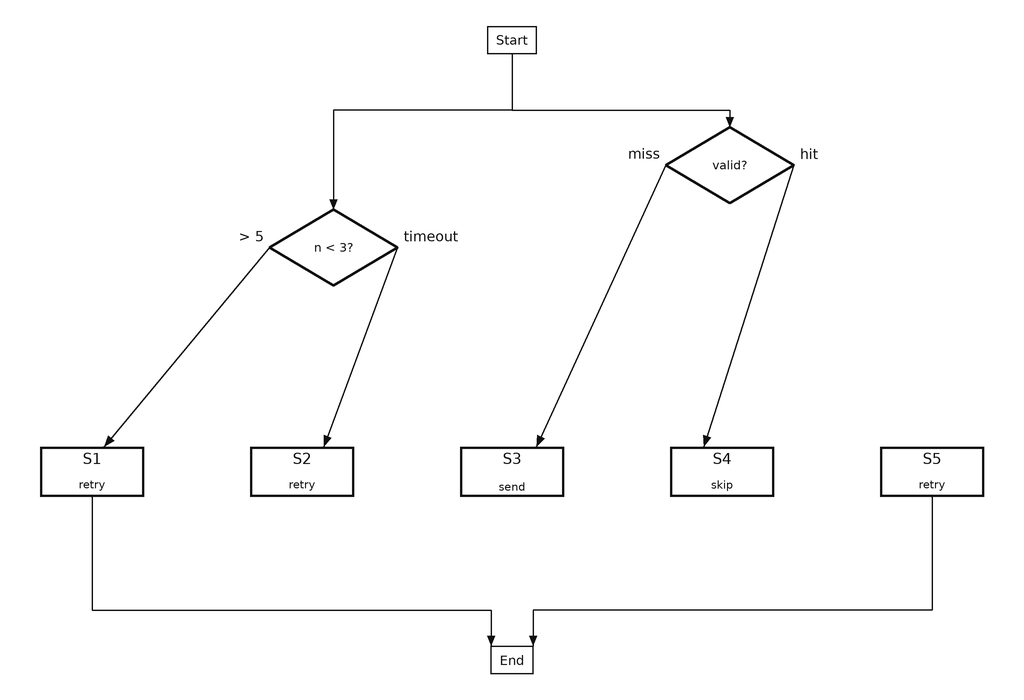 Start
miss
hit
valid?
> 5
timeout
n < 3?
S1
retry
S2
retry
S3
send
S4
skip
S5
retry
End